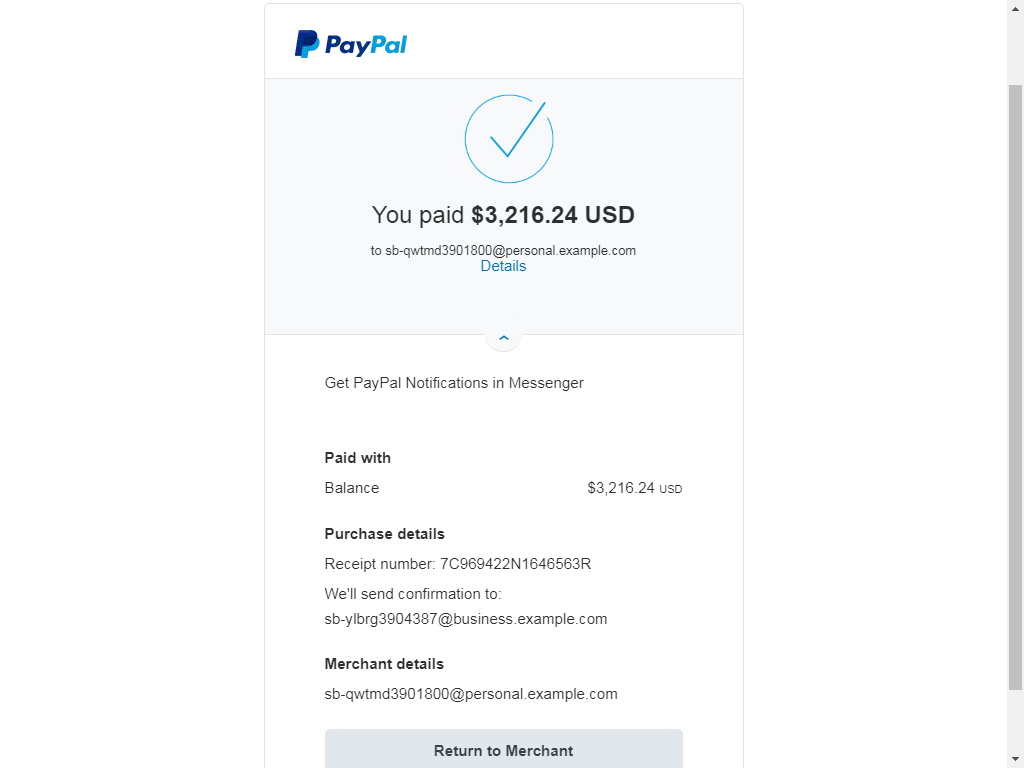 PayPal
You paid $3,216.24 USD
to sb-qwtmd3901800@personal.example.com
Details
Get PayPal Notifications in Messenger
Paid with
Balance $3,216.24 USD
Purchase details
Receipt number: 7C969422N1646563R
We'll send confirmation to:
sb-ylbrg3904387@business.example.com
Merchant details
sb-qwtmd3901800@personal.example.com
Return to Merchant